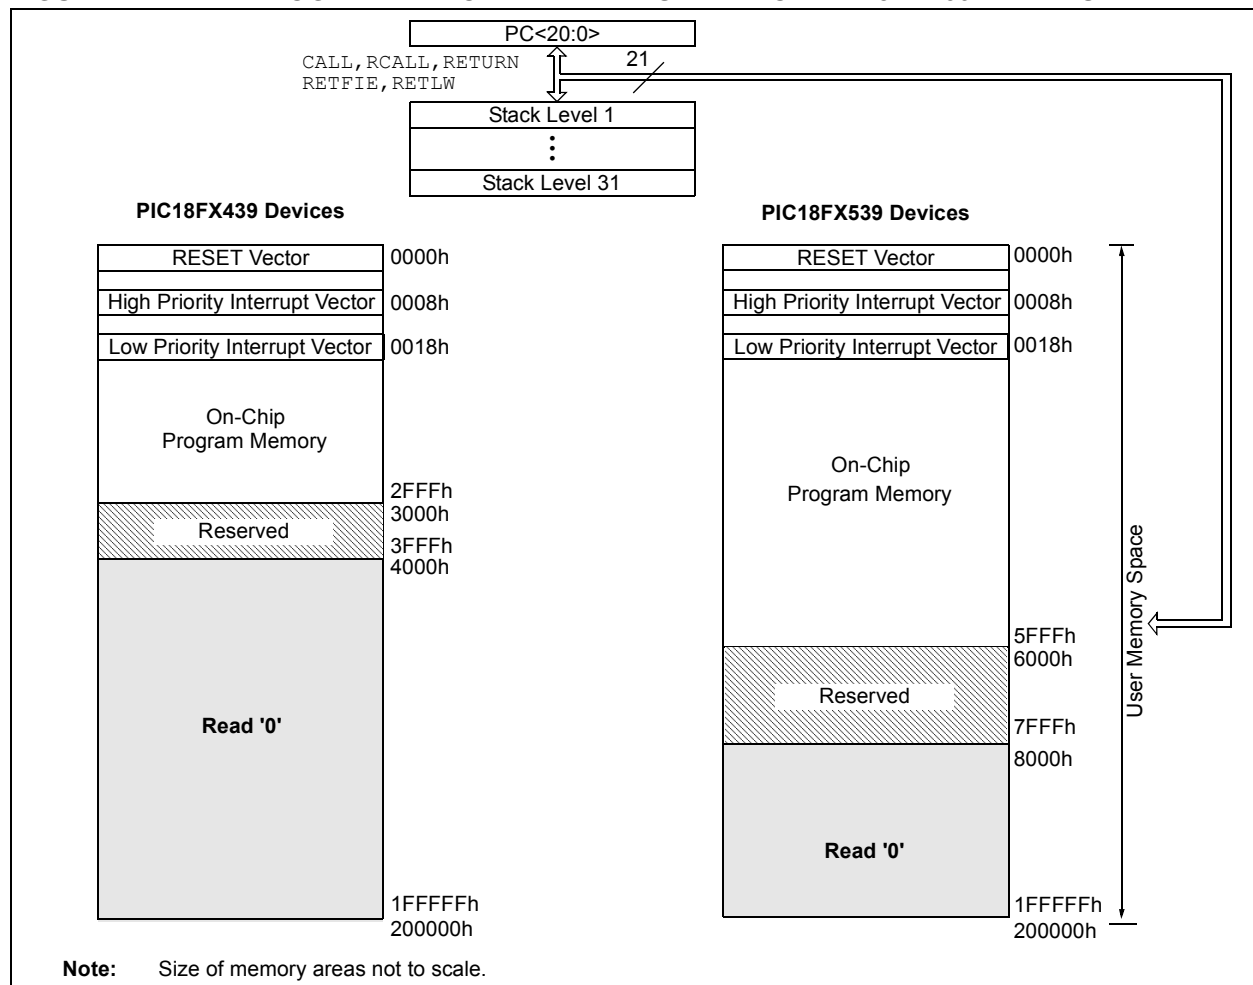 PC<20:0>
CALL,RCALL,RETURN
RETFIE,RETLW
21
Stack Level 1
Stack Level 31
PIC18FX439 Devices
RESET Vector
0000h
High Priority Interrupt Vector
0008h
Low Priority Interrupt Vector
0018h
On-Chip
Program Memory
2FFFh
3000h
Reserved
3FFFh
4000h
Read '0'
1FFFFFh
200000h
PIC18FX539 Devices
RESET Vector
0000h
High Priority Interrupt Vector
0008h
Low Priority Interrupt Vector
0018h
On-Chip
Program Memory
5FFFh
6000h
Reserved
7FFFh
8000h
Read '0'
1FFFFFh
200000h
User Memory Space
Note: Size of memory areas not to scale.